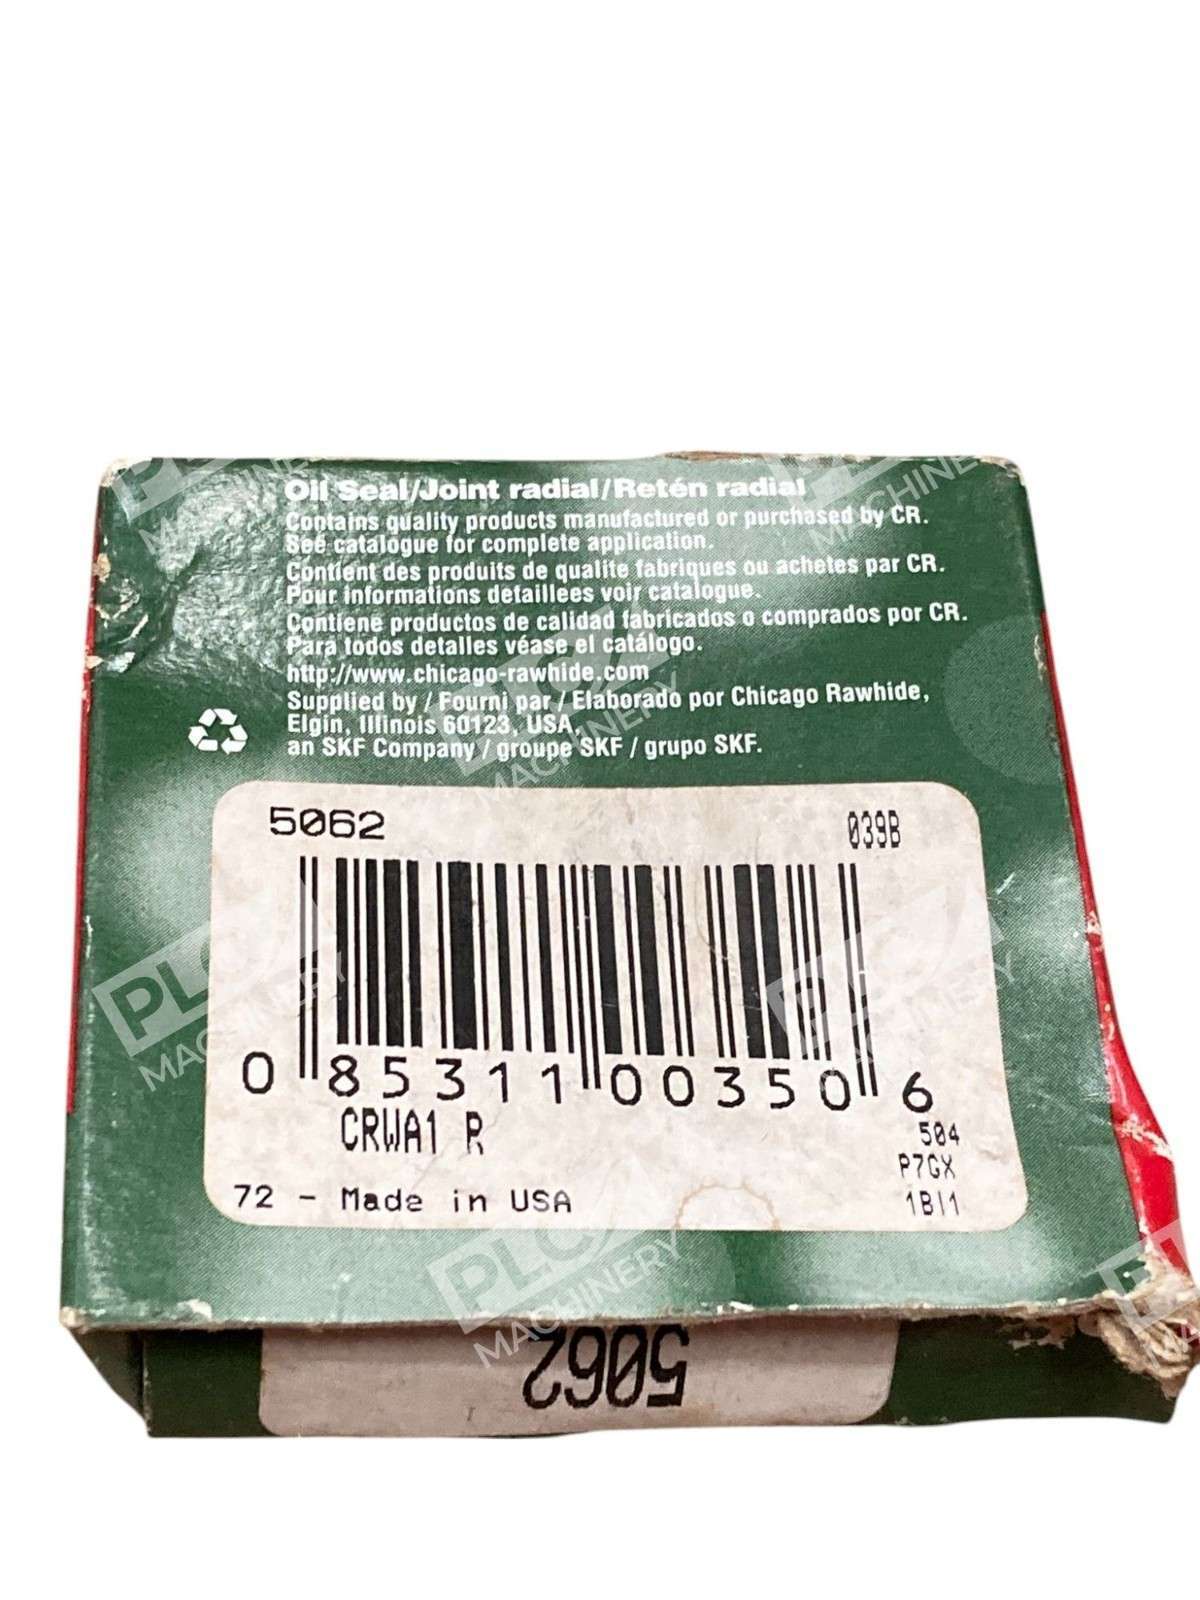 Oil Seal/Joint radial/Retén radial
Contains quality products manufactured or purchased by CR.
See catalogue for complete application.
Contient des produits de qualite fabriques ou achetes par CR.
Pour informations detaillees voir catalogue.
Contiene productos de calidad fabricados o comprados por CR.
Para todos detalles véase el catálogo.
http://www.chicago-rawhide.com
Supplied by / Fourni par / Elaborado por Chicago Rawhide,
Elgin, Illinois 60123, USA
an SKF Company / groupe SKF / grupo SKF.
5062 039B
0 85311 00350 6
CRWA1 R 504
P7GX
72 - Made in USA 1BI1
5062
PLC MACHINERY
PLC MACHINERY
PLC MACHINERY
PLC MACHINERY